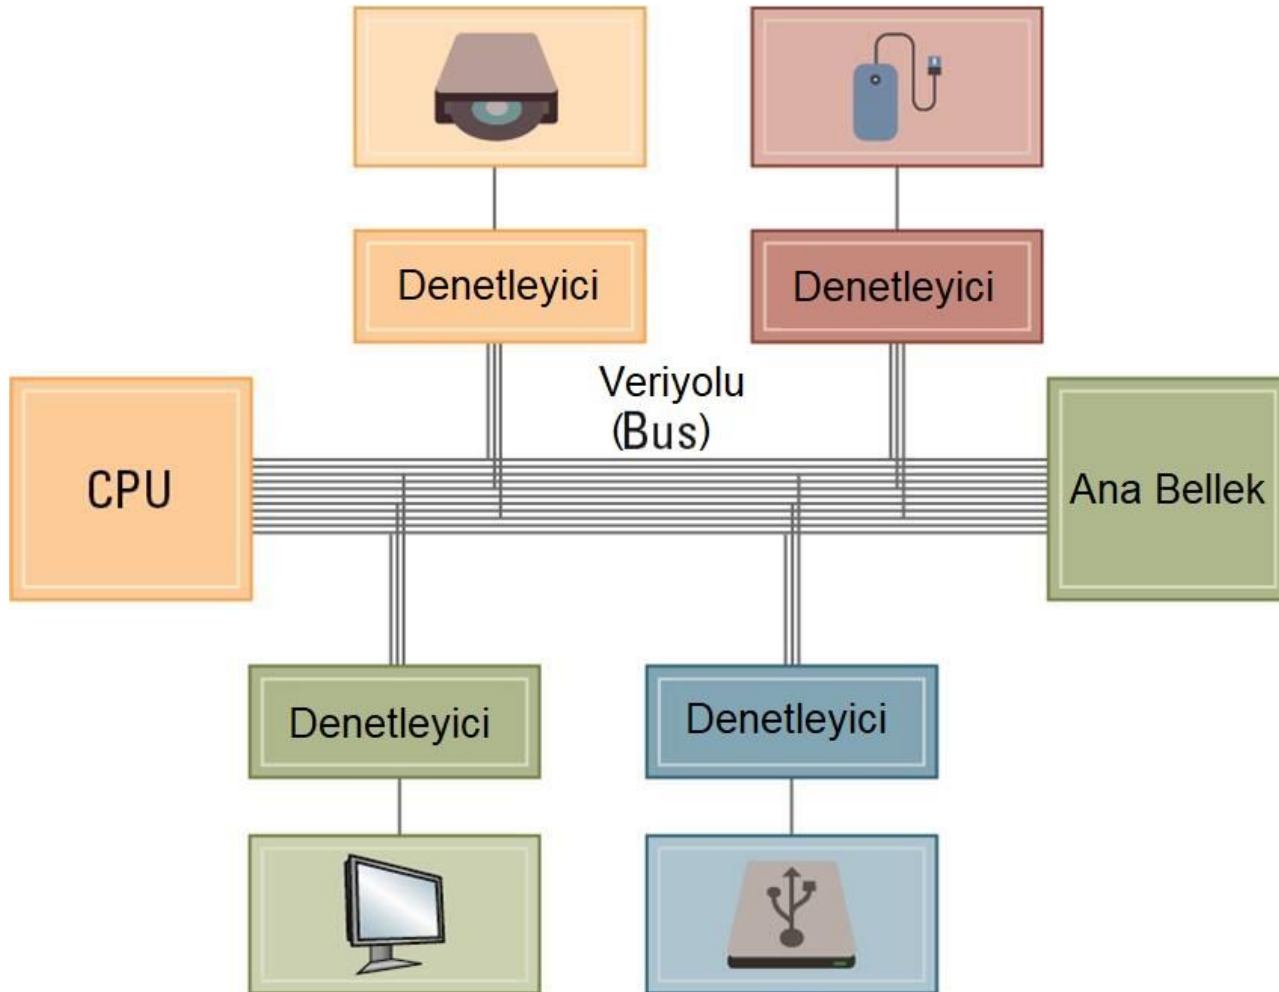 Denetleyici
Denetleyici
Veriyolu
(Bus)
CPU
Ana Bellek
Denetleyici
Denetleyici